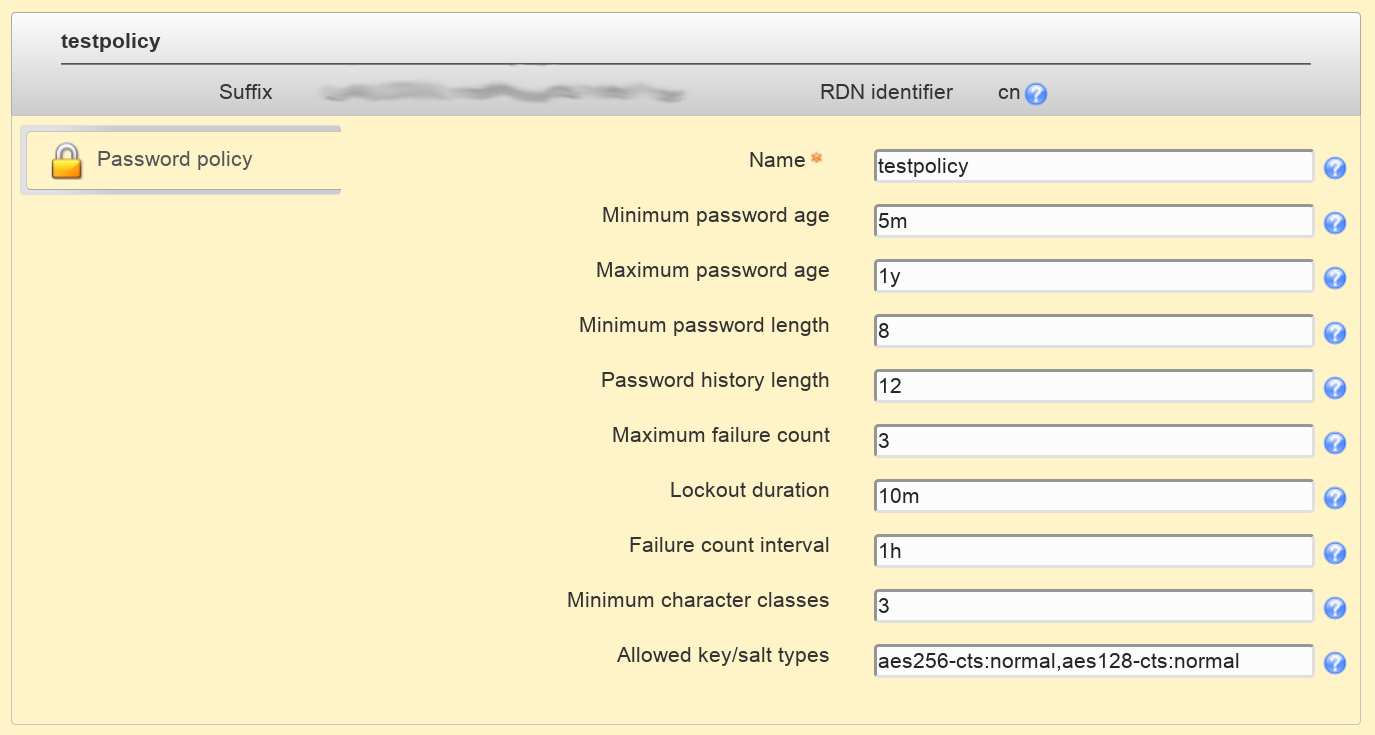 testpolicy
Suffix RDN identifier cn
Password policy
Name * testpolicy
Minimum password age 5m
Maximum password age 1y
Minimum password length 8
Password history length 12
Maximum failure count 3
Lockout duration 10m
Failure count interval 1h
Minimum character classes 3
Allowed key/salt types aes256-cts:normal,aes128-cts:normal